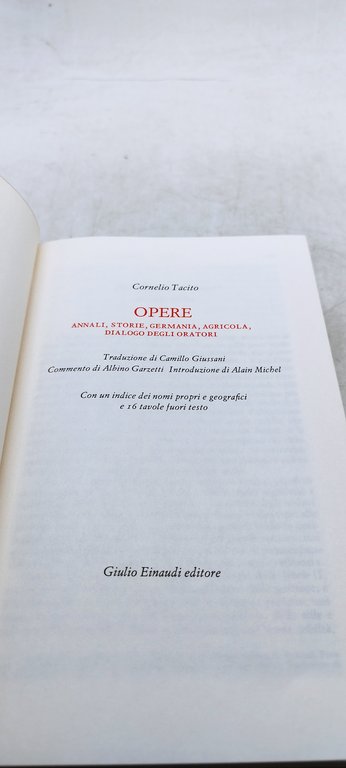 Cornelio Tacito
OPERE
ANNALI, STORIE, GERMANIA, AGRICOLA,
DIALOGO DEGLI ORATORI
Traduzione di Camillo Giussani
Commento di Albino Garzetti Introduzione di Alain Michel
Con un indice dei nomi propri e geografici
e 16 tavole fuori testo
Giulio Einaudi editore